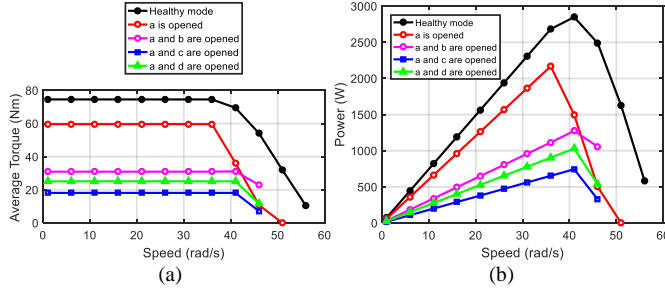 Healthy mode
a is opened
a and b are opened
a and c are opened
a and d are opened
Average Torque (Nm)
80
60
40
20
0
0 10 20 30 40 50 60
Speed (rad/s)
(a)
Healthy mode
a is opened
a and b are opened
a and c are opened
a and d are opened
Power (W)
3000
2500
2000
1500
1000
500
0
0 10 20 30 40 50 60
Speed (rad/s)
(b)